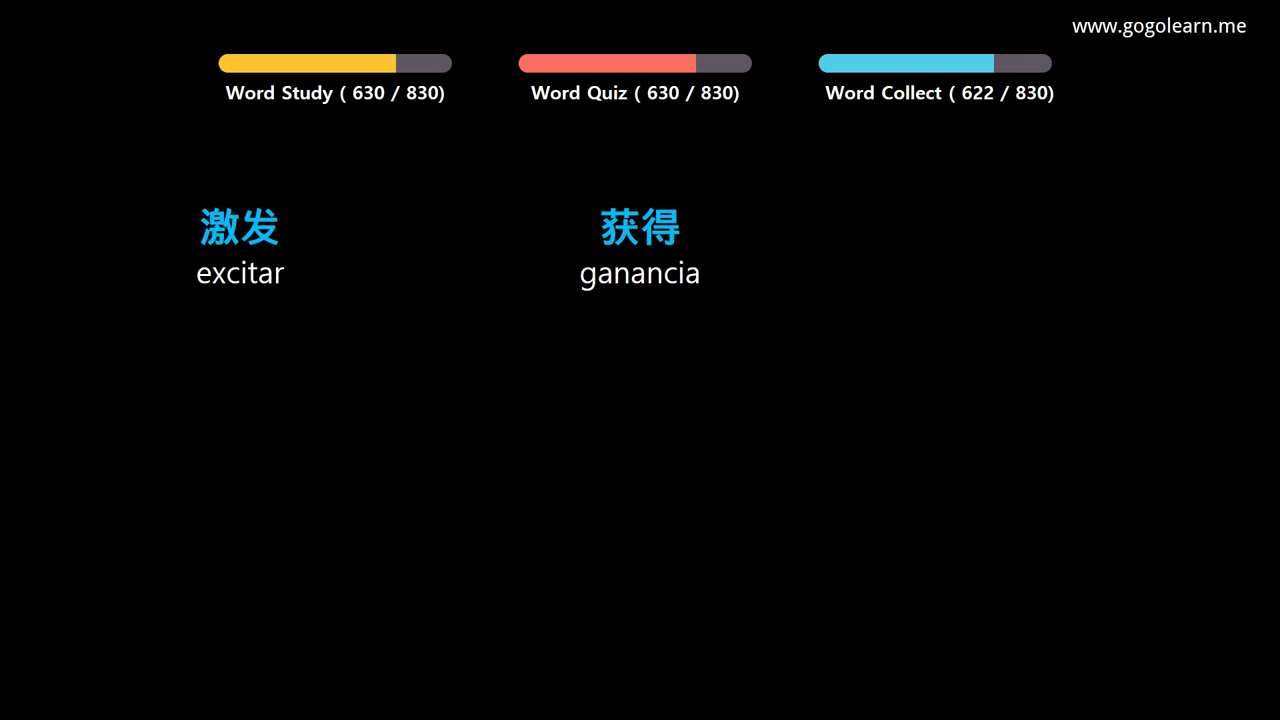 www.gogolearn.me
Word Study ( 630 / 830)
Word Quiz ( 630 / 830)
Word Collect ( 622 / 830)
激发
excitar
获得
ganancia